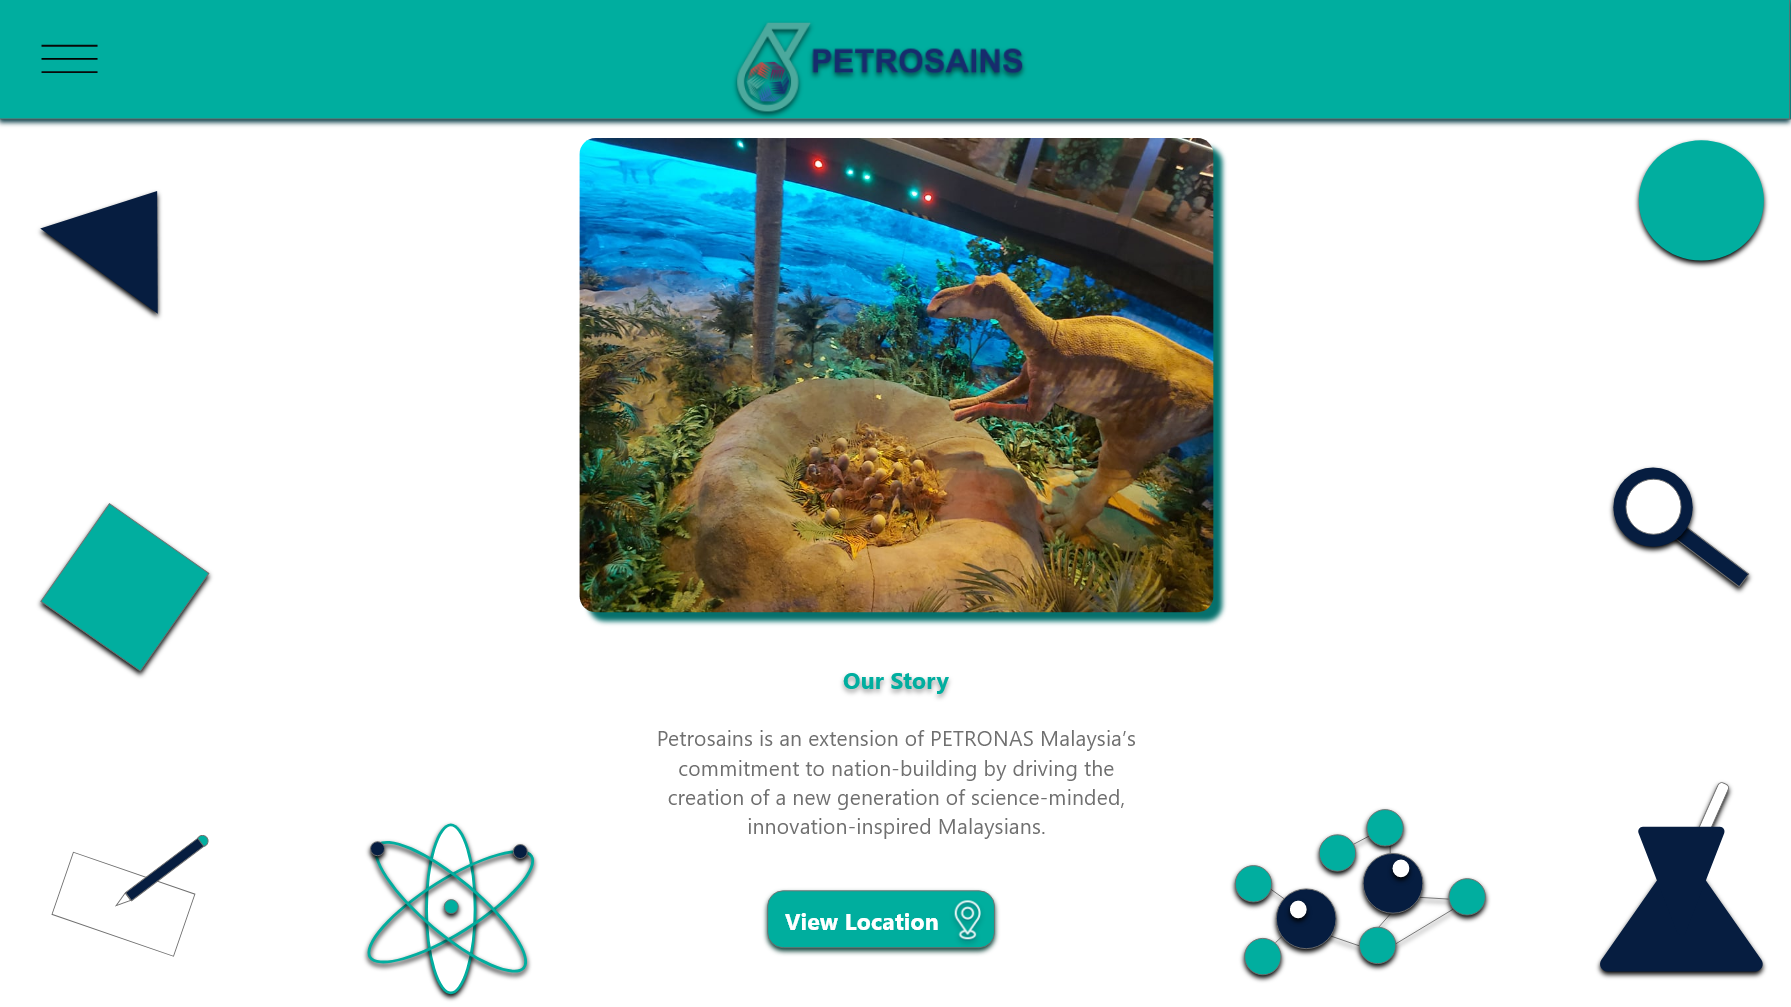 PETROSAINS
Our Story
Petrosains is an extension of PETRONAS Malaysia’s
commitment to nation-building by driving the
creation of a new generation of science-minded,
innovation-inspired Malaysians.
View Location